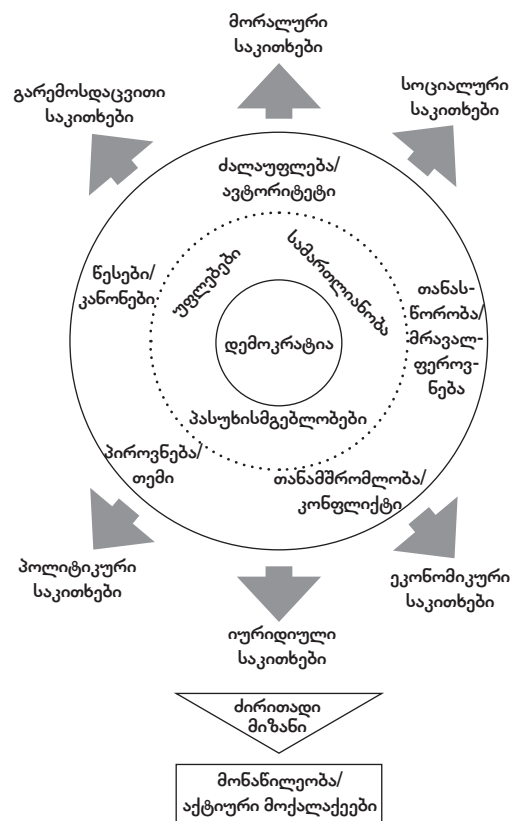 მორალური
საკითხები
გარემოსდაცვითი
საკითხები
სოციალური
საკითხები
ძალაუფლება/
ავტორიტეტი
წესები/
კანონები
უფლებები
სამართლიანობა
თანას-
წორობა/
მრავალ-
ფეროვ-
ნება
დემოკრატია
პასუხისმგებლობები
პიროვნება/
თემი
თანამშრომლობა/
კონფლიქტი
პოლიტიკური
საკითხები
ეკონომიკური
საკითხები
იურიდიული
საკითხები
ძირითადი
მიზანი
მონაწილეობა/
აქტიური მოქალაქეები